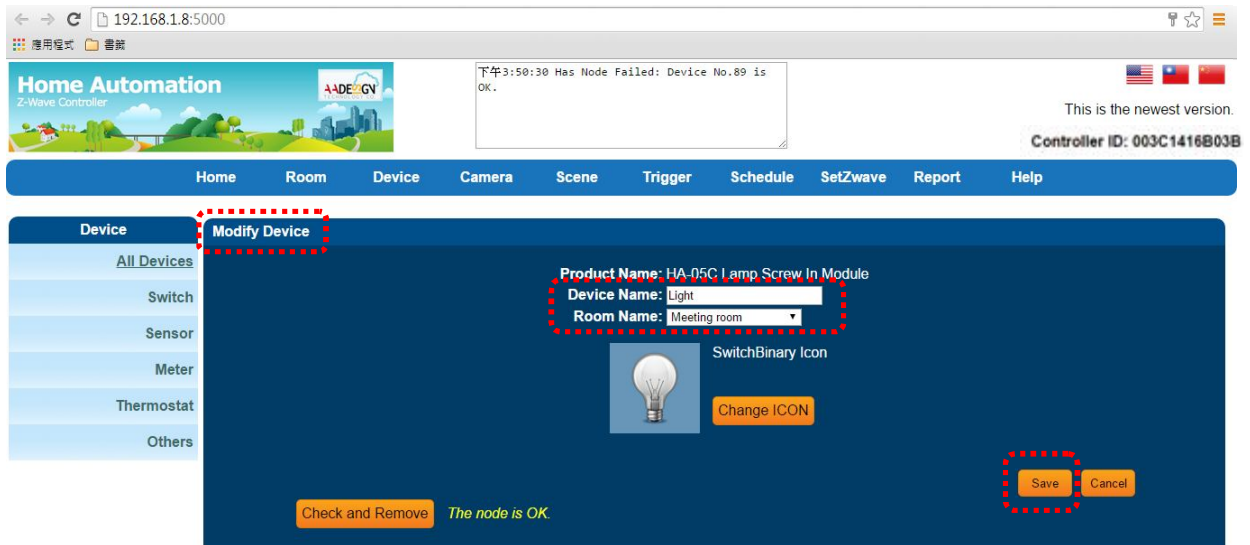 192.168.1.8:5000
應用程式 書籤
Home Automation
Z-Wave Controller
下午3:50:30 Has Node Failed: Device No.89 is
OK.
This is the newest version.
Controller ID: 003C1416B03B
Home Room Device Camera Scene Trigger Schedule SetZwave Report Help
Device
All Devices
Switch
Sensor
Meter
Thermostat
Others
Modify Device
Product Name: HA-05C Lamp Screw In Module
Device Name: Light
Room Name: Meeting room
SwitchBinary Icon
Change ICON
Save Cancel
Check and Remove The node is OK.